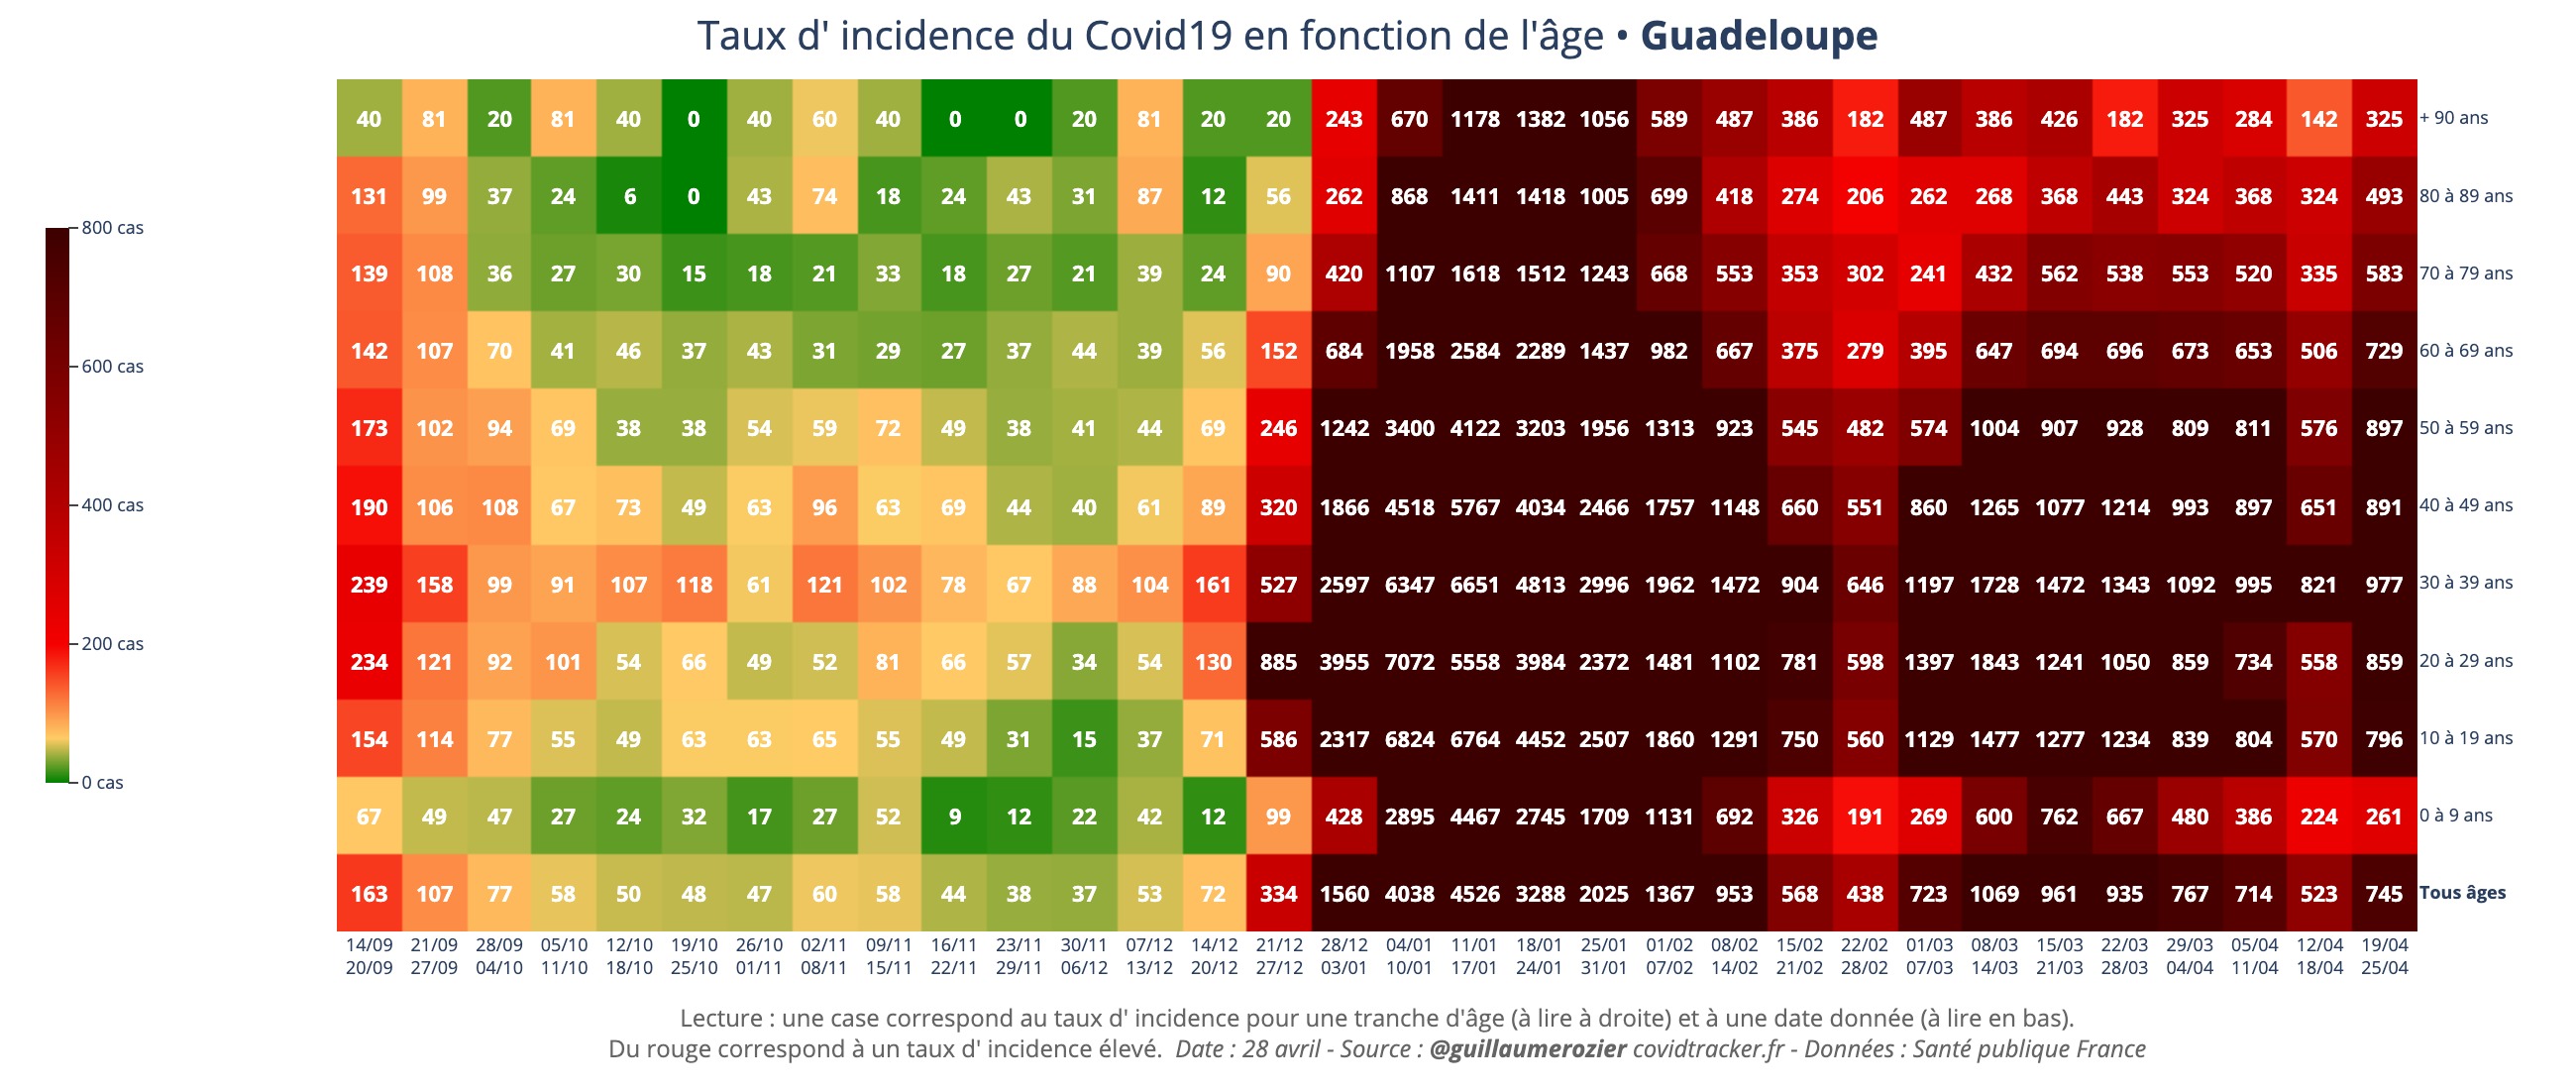 Taux d' incidence du Covid19 en fonction de l'âge • Guadeloupe
800 cas
600 cas
400 cas
200 cas
0 cas
40 81 20 81 40 0 40 60 40 0 0 20 81 20 20 243 670 1178 1382 1056 589 487 386 182 487 386 426 182 325 284 142 325 + 90 ans
131 99 37 24 6 0 43 74 18 24 43 31 87 12 56 262 868 1411 1418 1005 699 418 274 206 262 268 368 443 324 368 324 493 80 à 89 ans
139 108 36 27 30 15 18 21 33 18 27 21 39 24 90 420 1107 1618 1512 1243 668 553 353 302 241 432 562 538 553 520 335 583 70 à 79 ans
142 107 70 41 46 37 43 31 29 27 37 44 39 56 152 684 1958 2584 2289 1437 982 667 375 279 395 647 694 696 673 653 506 729 60 à 69 ans
173 102 94 69 38 38 54 59 72 49 38 41 44 69 246 1242 3400 4122 3203 1956 1313 923 545 482 574 1004 907 928 809 811 576 897 50 à 59 ans
190 106 108 67 73 49 63 96 63 69 44 40 61 89 320 1866 4518 5767 4034 2466 1757 1148 660 551 860 1265 1077 1214 993 897 651 891 40 à 49 ans
239 158 99 91 107 118 61 121 102 78 67 88 104 161 527 2597 6347 6651 4813 2996 1962 1472 904 646 1197 1728 1472 1343 1092 995 821 977 30 à 39 ans
234 121 92 101 54 66 49 52 81 66 57 34 54 130 885 3955 7072 5558 3984 2372 1481 1102 781 598 1397 1843 1241 1050 859 734 558 859 20 à 29 ans
154 114 77 55 49 63 63 65 55 49 31 15 37 71 586 2317 6824 6764 4452 2507 1860 1291 750 560 1129 1477 1277 1234 839 804 570 796 10 à 19 ans
67 49 47 27 24 32 17 27 52 9 12 22 42 12 99 428 2895 4467 2745 1709 1131 692 326 191 269 600 762 667 480 386 224 261 0 à 9 ans
163 107 77 58 50 48 47 60 58 44 38 37 53 72 334 1560 4038 4526 3288 2025 1367 953 568 438 723 1069 961 935 767 714 523 745 Tous âges
14/09 21/09 28/09 05/10 12/10 19/10 26/10 02/11 09/11 16/11 23/11 30/11 07/12 14/12 21/12 28/12 04/01 11/01 18/01 25/01 01/02 08/02 15/02 22/02 01/03 08/03 15/03 22/03 29/03 05/04 12/04 19/04
20/09 27/09 04/10 11/10 18/10 25/10 01/11 08/11 15/11 22/11 29/11 06/12 13/12 20/12 27/12 03/01 10/01 17/01 24/01 31/01 07/02 14/02 21/02 28/02 07/03 14/03 21/03 28/03 04/04 11/04 18/04 25/04
Lecture : une case correspond au taux d' incidence pour une tranche d'âge (à lire à droite) et à une date donnée (à lire en bas).
Du rouge correspond à un taux d' incidence élevé. Date : 28 avril - Source : @guillaumerozier covidtracker.fr - Données : Santé publique France